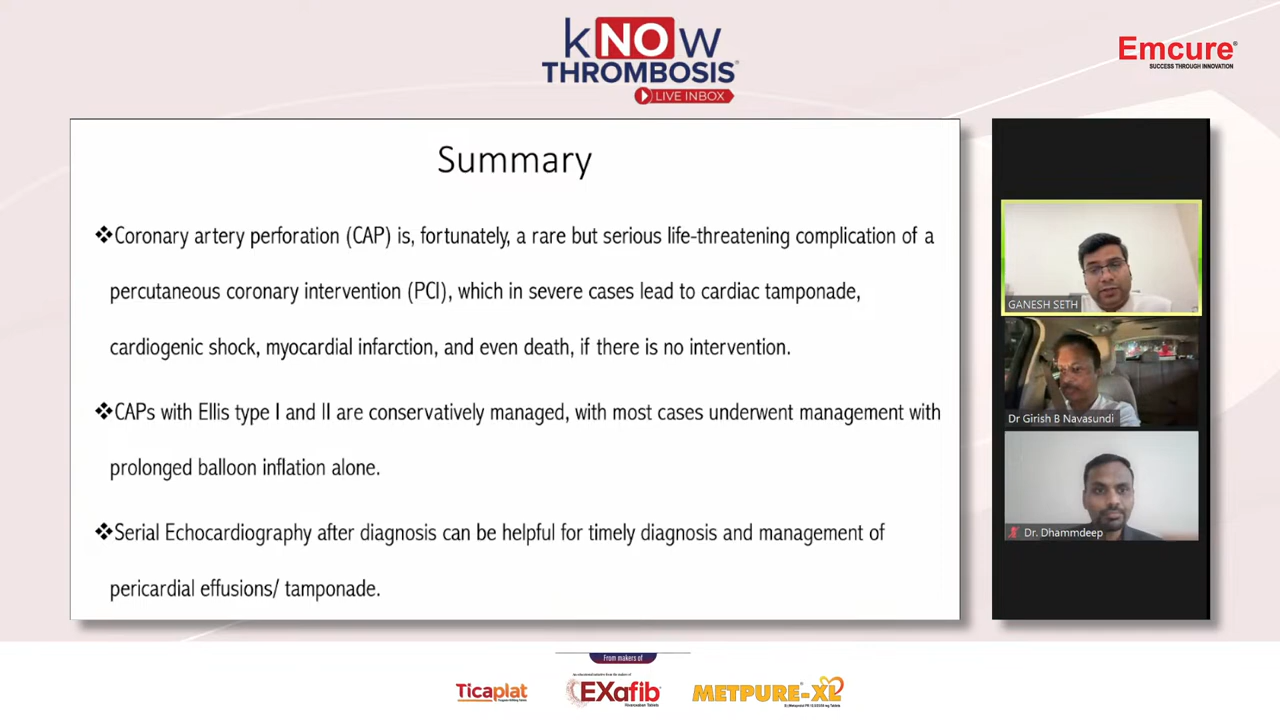 kNOw
THROMBOSIS
LIVE INBOX
Emcure®
SUCCESS THROUGH INNOVATION
Summary
❖Coronary artery perforation (CAP) is, fortunately, a rare but serious life-threatening complication of a
percutaneous coronary intervention (PCI), which in severe cases lead to cardiac tamponade,
cardiogenic shock, myocardial infarction, and even death, if there is no intervention.
❖CAPs with Ellis type I and II are conservatively managed, with most cases underwent management with
prolonged balloon inflation alone.
❖Serial Echocardiography after diagnosis can be helpful for timely diagnosis and management of
pericardial effusions/ tamponade.
GANESH SETH
Dr Girish B Navasundi
Dr. Dhammdeep
From makers of
Ticaplat
EXafib
Rivaroxaban Tablets
METPURE-XL